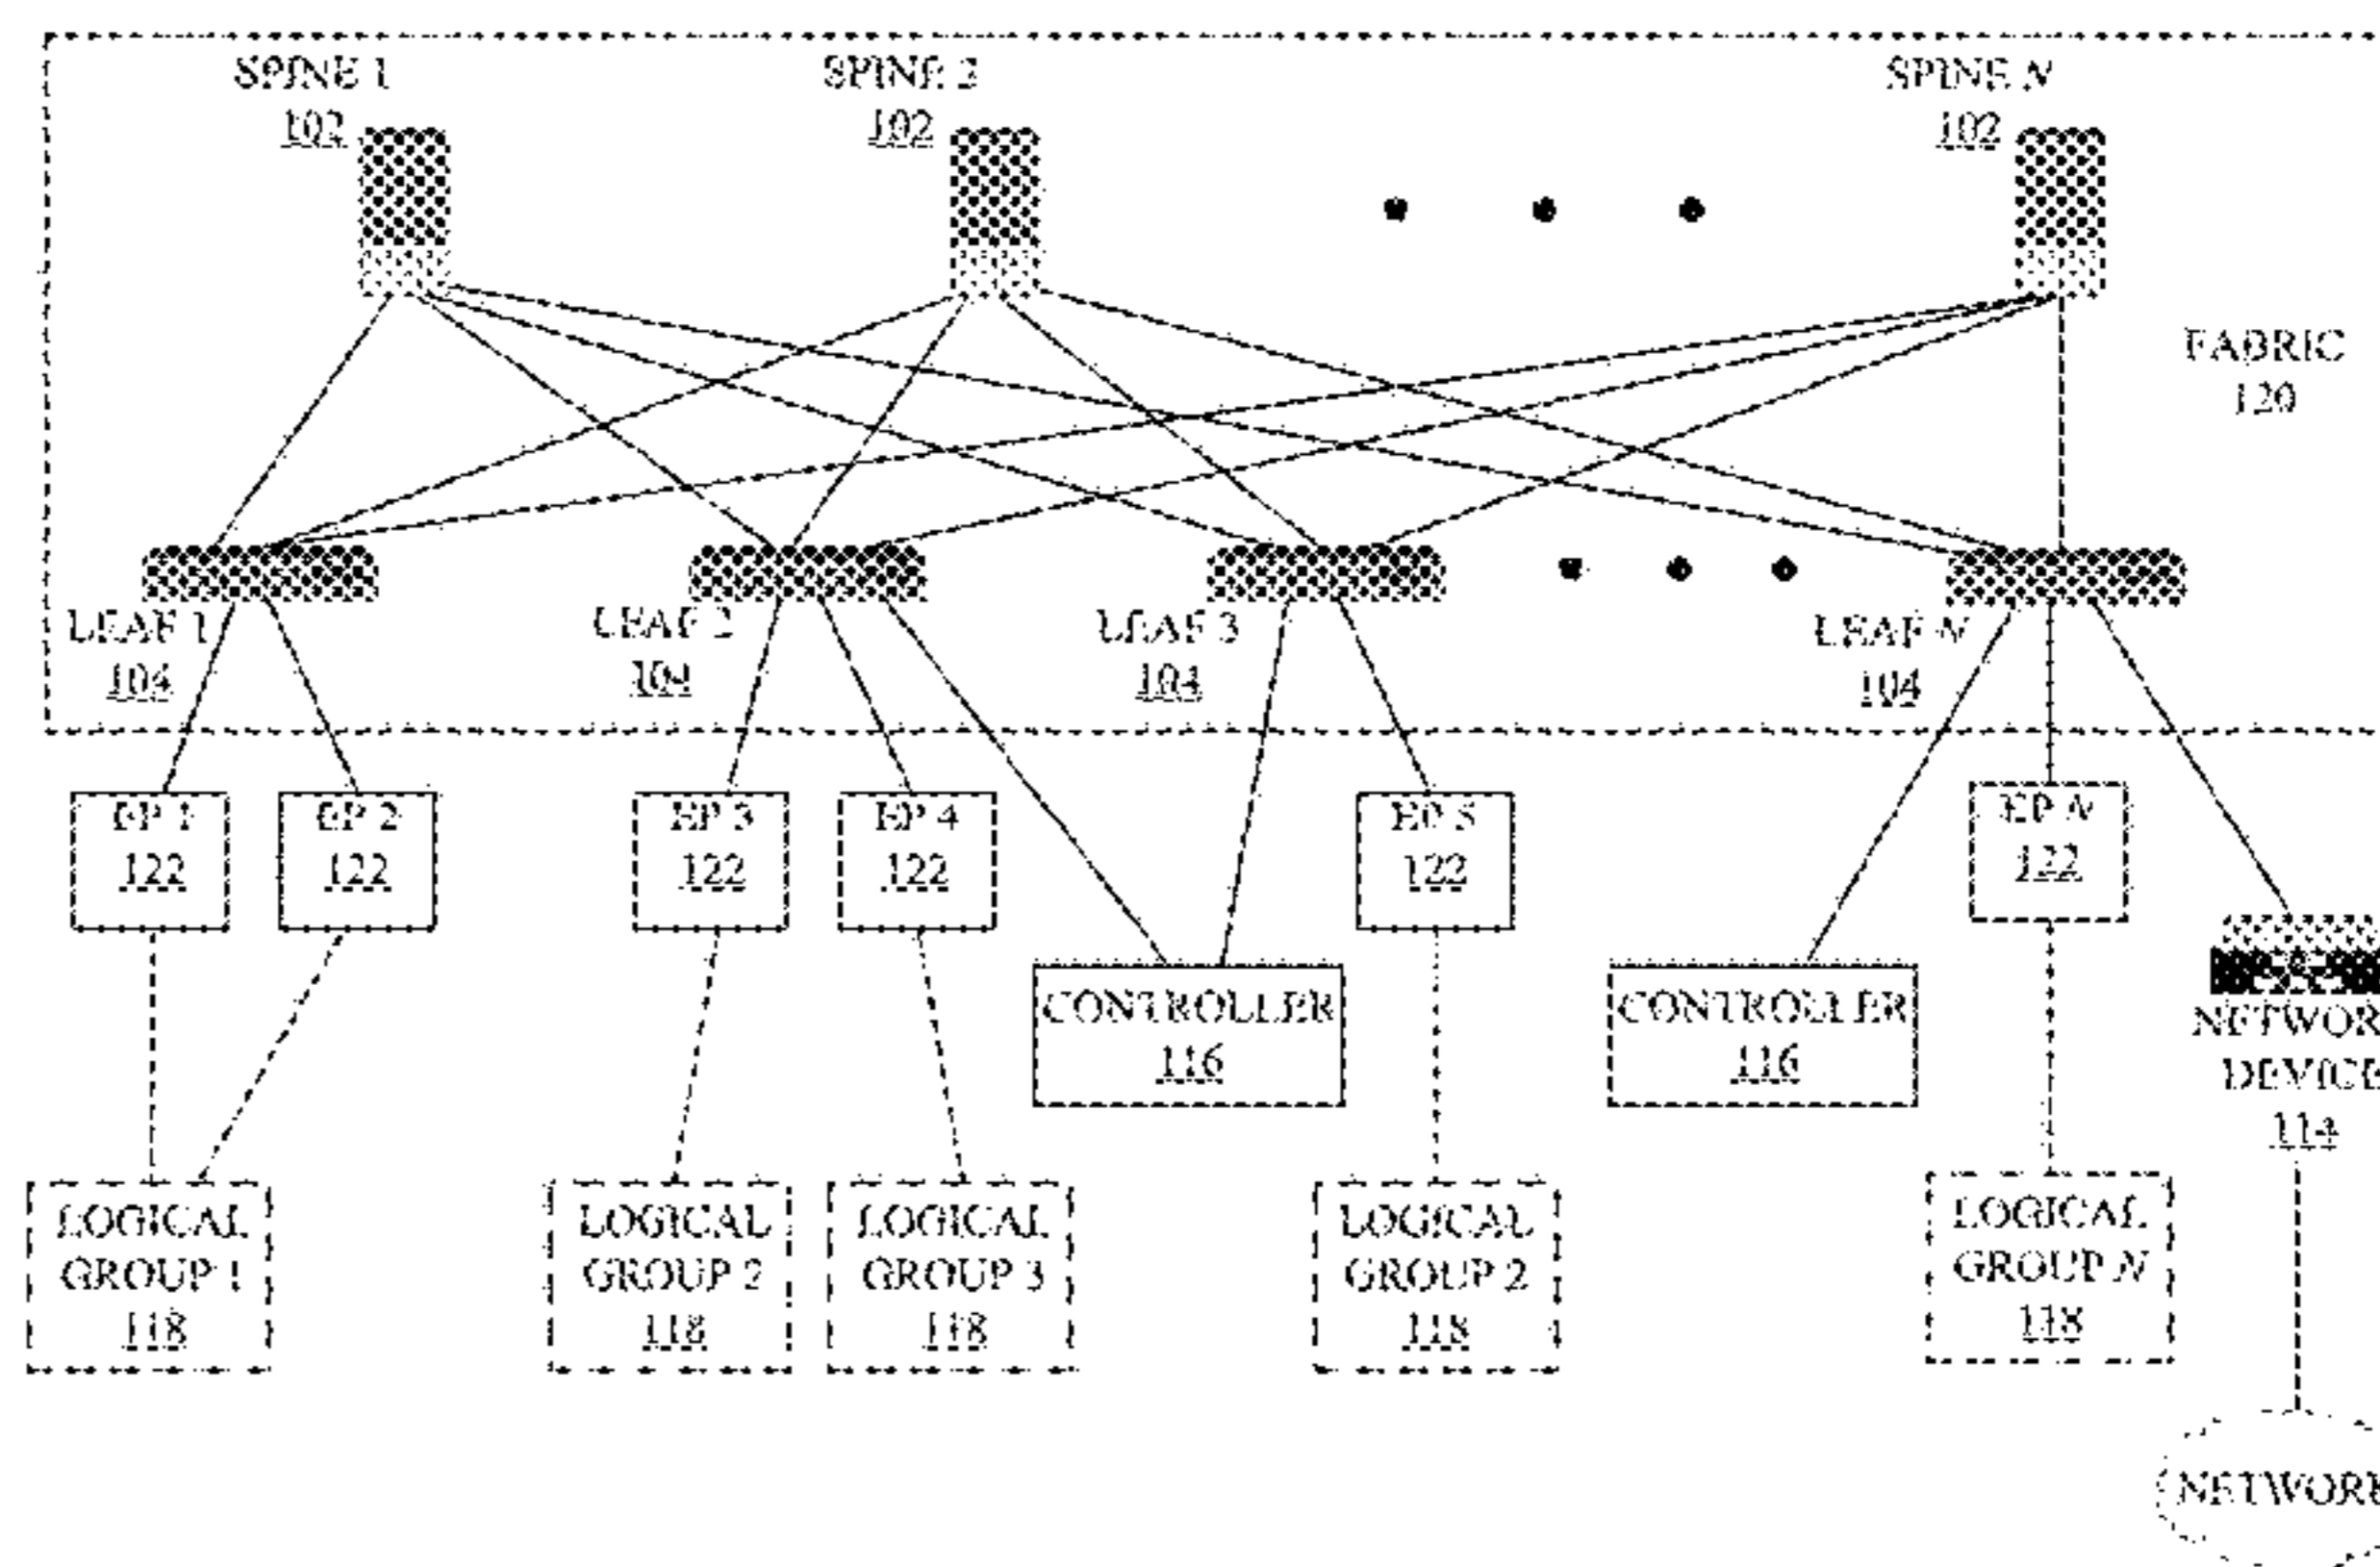 SPINE 1
102
SPINE 2
102
SPINE N
102
FABRIC
120
LEAF 1
104
LEAF 2
104
LEAF 3
104
LEAF N
104
EP 1
122
EP 2
122
EP 3
122
EP 4
122
EP 5
122
EP N
122
CONTROLLER
116
CONTROLLER
116
NETWOR
DEVICE
114
LOGICAL
GROUP 1
118
LOGICAL
GROUP 2
118
LOGICAL
GROUP 3
118
LOGICAL
GROUP 2
118
LOGICAL
GROUP N
118
NETWORK